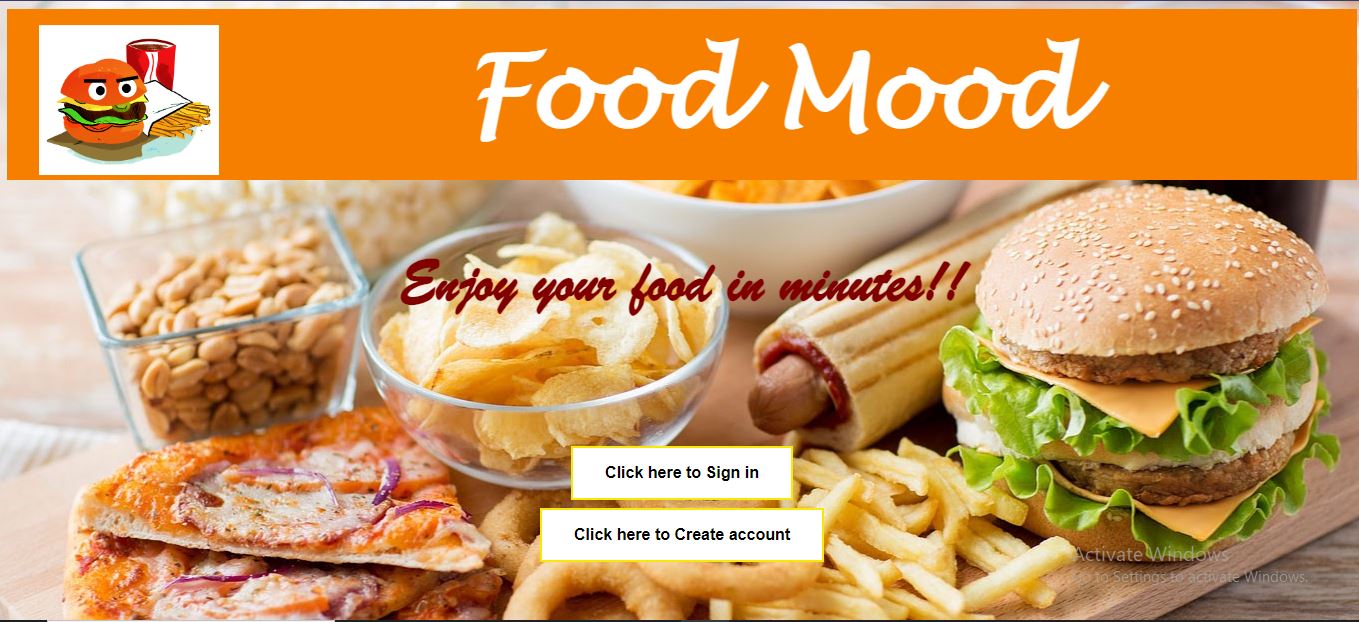 Food Mood
Enjoy your food in minutes!!
Click here to Sign in
Click here to Create account
Activate Windows
Go to Settings to activate Windows.